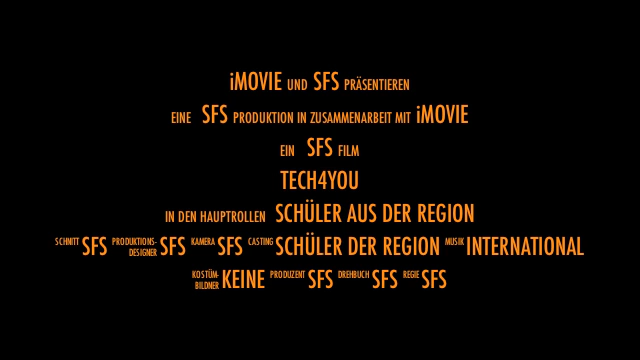 iMOVIE UND SFS PRÄSENTIEREN
EINE SFS PRODUKTION IN ZUSAMMENARBEIT MIT iMOVIE
EIN SFS FILM
TECH4YOU
IN DEN HAUPTROLLEN SCHÜLER AUS DER REGION
SCHNITT SFS PRODUKTIONS-DESIGNER SFS KAMERA SFS CASTING SCHÜLER DER REGION MUSIK INTERNATIONAL
KOSTÜM-BILDNER KEINE PRODUZENT SFS DREHBUCH SFS REGIE SFS